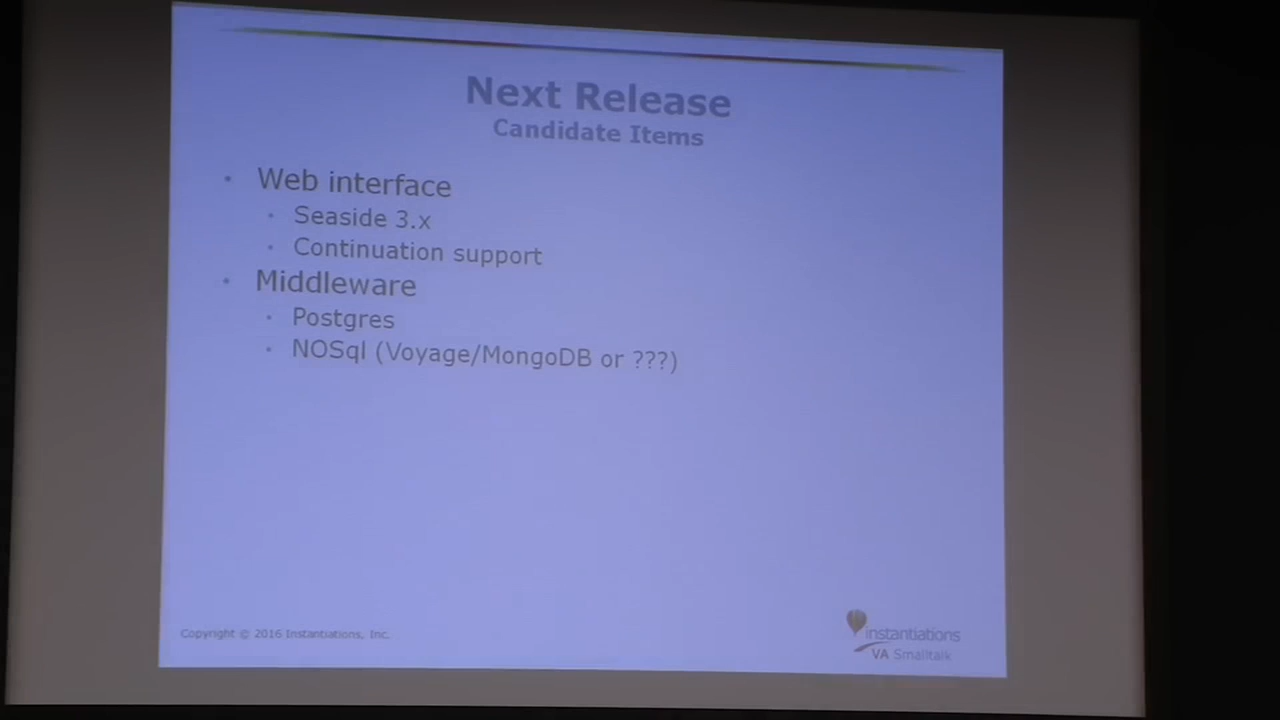 Next Release
Candidate Items
• Web interface
• Seaside 3.x
• Continuation support
• Middleware
• Postgres
• NOSql (Voyage/MongoDB or ???)
Copyright © 2016 Instantiations, Inc.
instantiations
VA Smalltalk